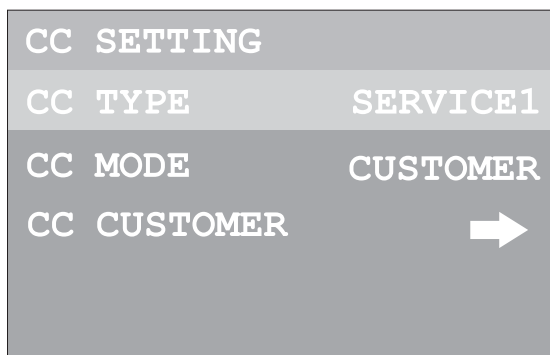 CC SETTING
CC TYPE SERVICE1
CC MODE CUSTOMER
CC CUSTOMER